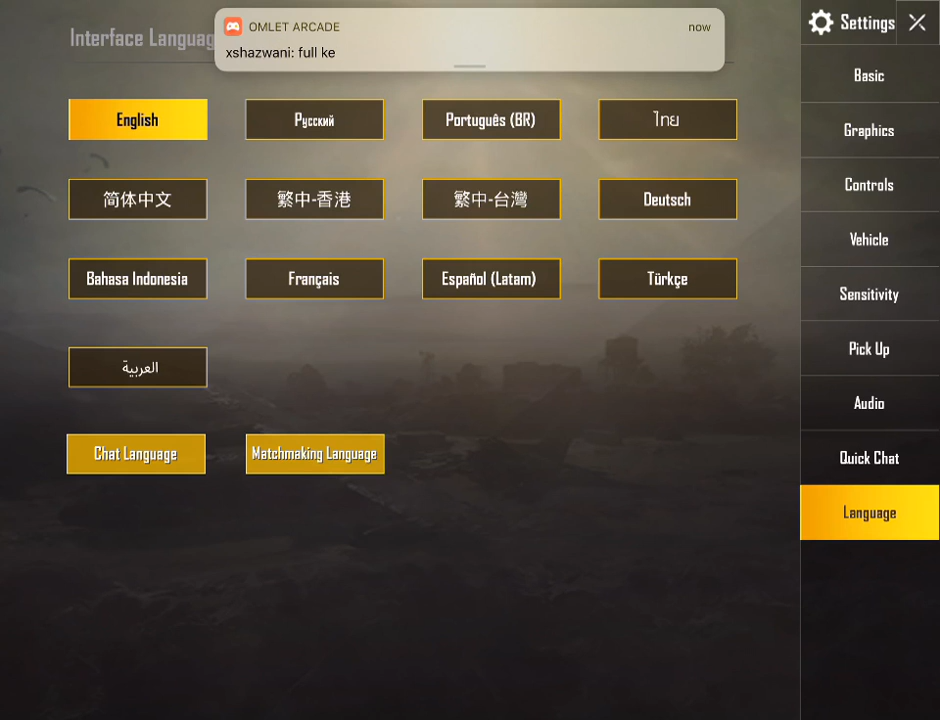 Interface Languag
OMLET ARCADE
now
xshazwani: full ke
Settings
English
Русский
Português (BR)
ไทย
简体中文
繁中-香港
繁中-台灣
Deutsch
Bahasa Indonesia
Français
Español (Latam)
Türkçe
العربية
Chat Language
Matchmaking Language
Basic
Graphics
Controls
Vehicle
Sensitivity
Pick Up
Audio
Quick Chat
Language